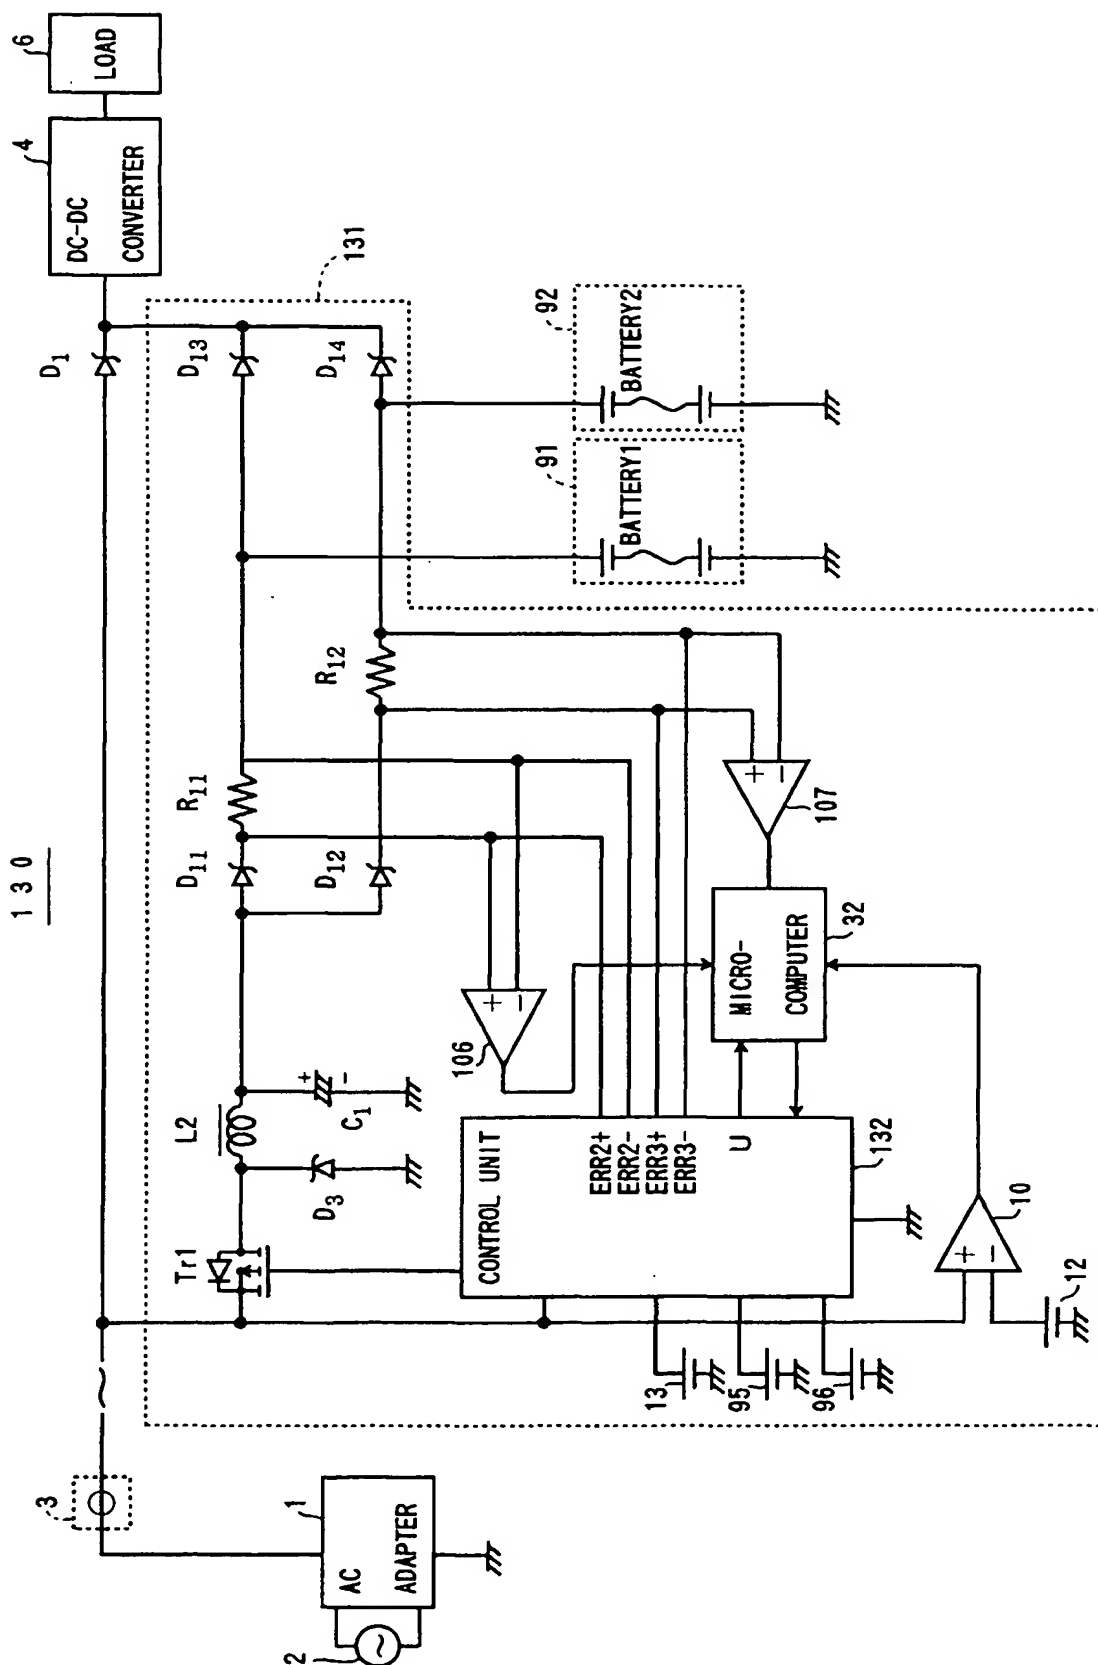 130
6
LOAD
4
DC-DC
CONVERTER
D1
131
D13
D14
92
BATTERY2
91
BATTERY1
R12
R11
D11
D12
107
106
MICRO-
COMPUTER
32
L2
+
-
C1
D3
Tr1
CONTROL UNIT
ERR2+
ERR2-
ERR3+
ERR3-
U
132
+
-
+
-
+
-
10
12
13
95
96
3
1
AC
ADAPTER
2